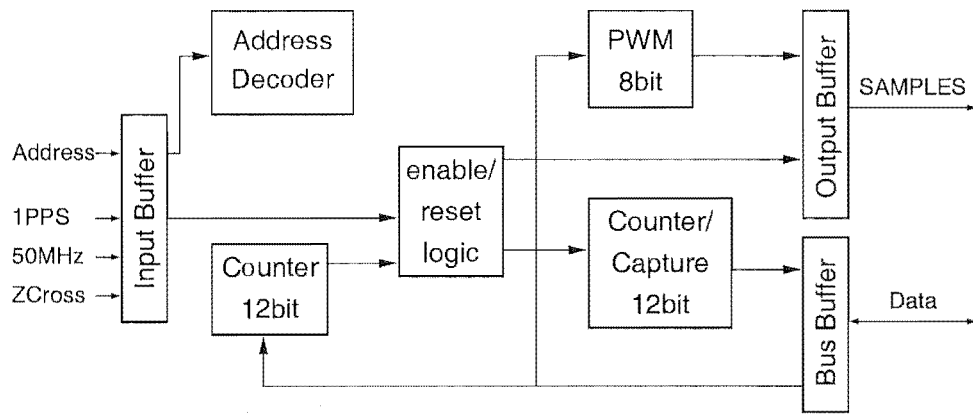 Address
Decoder
PWM
8bit
Output Buffer
SAMPLES
Address
1PPS
50MHz
ZCross
Input Buffer
enable/
reset
logic
Counter
12bit
Counter/
Capture
12bit
Bus Buffer
Data